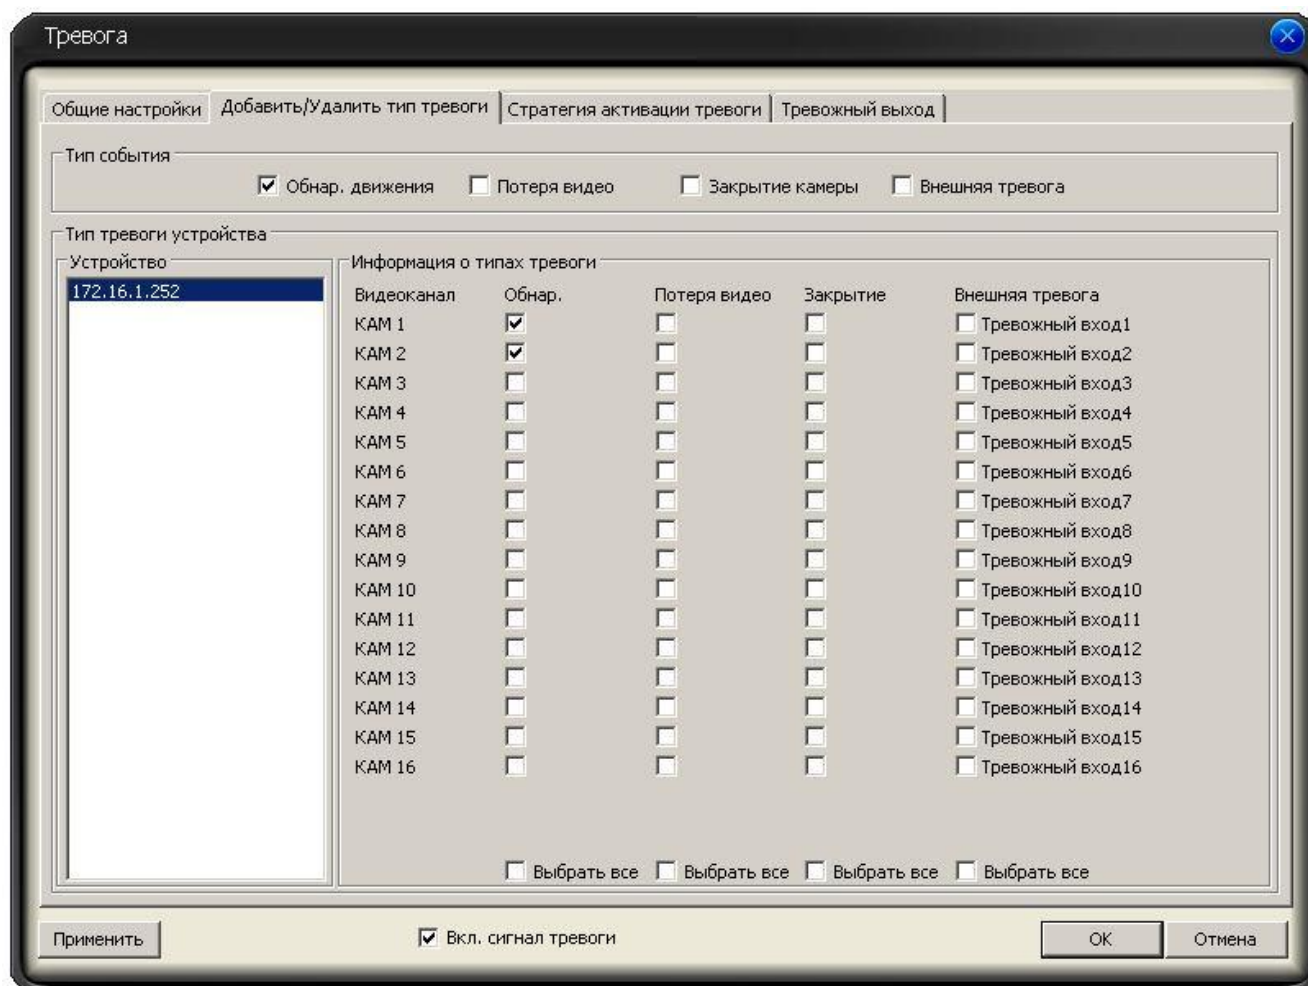 Тревога
Общие настройки Добавить/Удалить тип тревоги Стратегия активации тревоги Тревожный выход
Тип события
Обнар. движения Потеря видео Закрытие камеры Внешняя тревога
Тип тревоги устройства
Устройство Информация о типах тревоги
172.16.1.252 Видеоканал Обнар. Потеря видео Закрытие Внешняя тревога
КАМ 1 Тревожный вход1
КАМ 2 Тревожный вход2
КАМ 3 Тревожный вход3
КАМ 4 Тревожный вход4
КАМ 5 Тревожный вход5
КАМ 6 Тревожный вход6
КАМ 7 Тревожный вход7
КАМ 8 Тревожный вход8
КАМ 9 Тревожный вход9
КАМ 10 Тревожный вход10
КАМ 11 Тревожный вход11
КАМ 12 Тревожный вход12
КАМ 13 Тревожный вход13
КАМ 14 Тревожный вход14
КАМ 15 Тревожный вход15
КАМ 16 Тревожный вход16
Выбрать все Выбрать все Выбрать все Выбрать все
Применить Вкл. сигнал тревоги OK Отмена